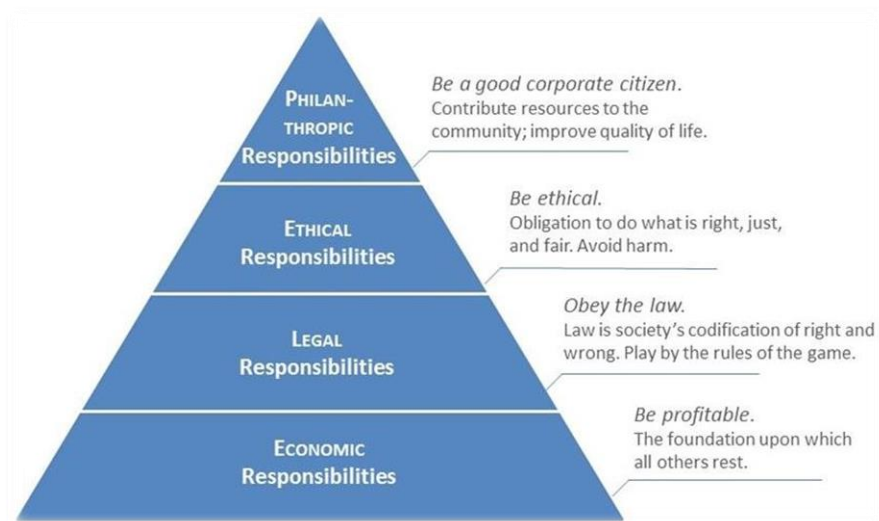 PHILAN-
THROPIC
Responsibilities
Be a good corporate citizen.
Contribute resources to the
community; improve quality of life.
ETHICAL
Responsibilities
Be ethical.
Obligation to do what is right, just,
and fair. Avoid harm.
LEGAL
Responsibilities
Obey the law.
Law is society's codification of right and
wrong. Play by the rules of the game.
ECONOMIC
Responsibilities
Be profitable.
The foundation upon which
all others rest.